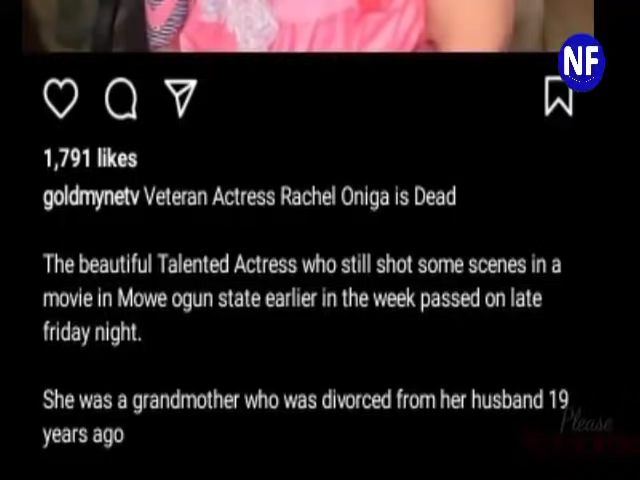 NF
1,791 likes
goldmynetv Veteran Actress Rachel Oniga is Dead
The beautiful Talented Actress who still shot some scenes in a
movie in Mowe ogun state earlier in the week passed on late
friday night.
She was a grandmother who was divorced from her husband 19
years ago
Please